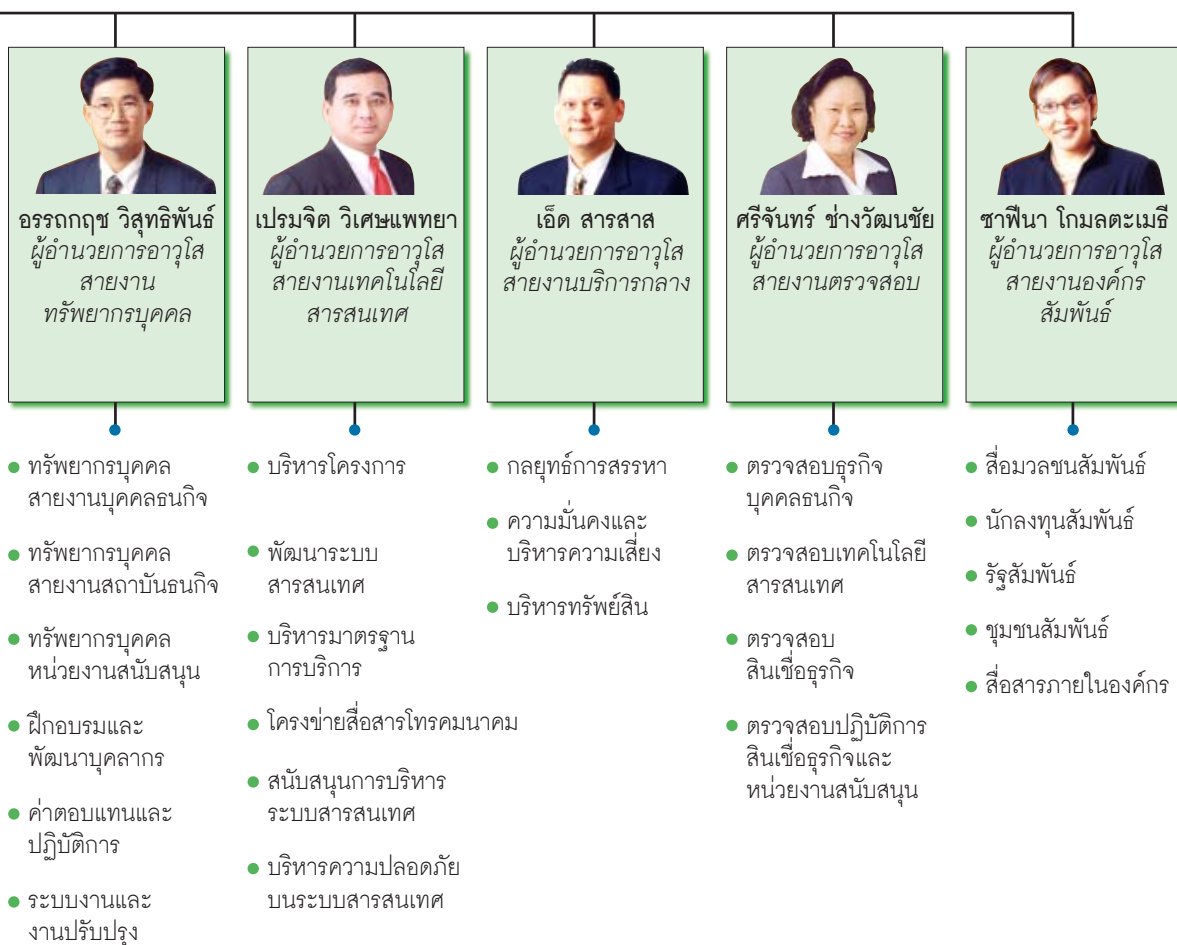 อรรถกฤช วิสุทธิพันธ์
ผู้อำนวยการอาวุโส
สายงาน
ทรัพยากรบุคคล
เปรมจิต วิเศษแพทยา
ผู้อำนวยการอาวุโส
สายงานเทคโนโลยี
สารสนเทศ
เอ็ด สารสาส
ผู้อำนวยการอาวุโส
สายงานบริการกลาง
ศรีจันทร์ ช่างวัฒนชัย
ผู้อำนวยการอาวุโส
สายงานตรวจสอบ
ซาฟีนา โกมลตะเมธี
ผู้อำนวยการอาวุโส
สายงานองค์กร
สัมพันธ์
ทรัพยากรบุคคล
สายงานบุคคลธนกิจ
ทรัพยากรบุคคล
สายงานสถาบันธนกิจ
ทรัพยากรบุคคล
หน่วยงานสนับสนุน
ฝึกอบรมและ
พัฒนาบุคลากร
ค่าตอบแทนและ
ปฏิบัติการ
ระบบงานและ
งานปรับปรุง
บริหารโครงการ
พัฒนาระบบ
สารสนเทศ
บริหารมาตรฐาน
การบริการ
โครงข่ายสื่อสารโทรคมนาคม
สนับสนุนการบริหาร
ระบบสารสนเทศ
บริหารความปลอดภัย
บนระบบสารสนเทศ
กลยุทธ์การสรรหา
ความมั่นคงและ
บริหารความเสี่ยง
บริหารทรัพย์สิน
ตรวจสอบธุรกิจ
บุคคลธนกิจ
ตรวจสอบเทคโนโลยี
สารสนเทศ
ตรวจสอบ
สินเชื่อธุรกิจ
ตรวจสอบปฏิบัติการ
สินเชื่อธุรกิจและ
หน่วยงานสนับสนุน
สื่อมวลชนสัมพันธ์
นักลงทุนสัมพันธ์
รัฐสัมพันธ์
ชุมชนสัมพันธ์
สื่อสารภายในองค์กร